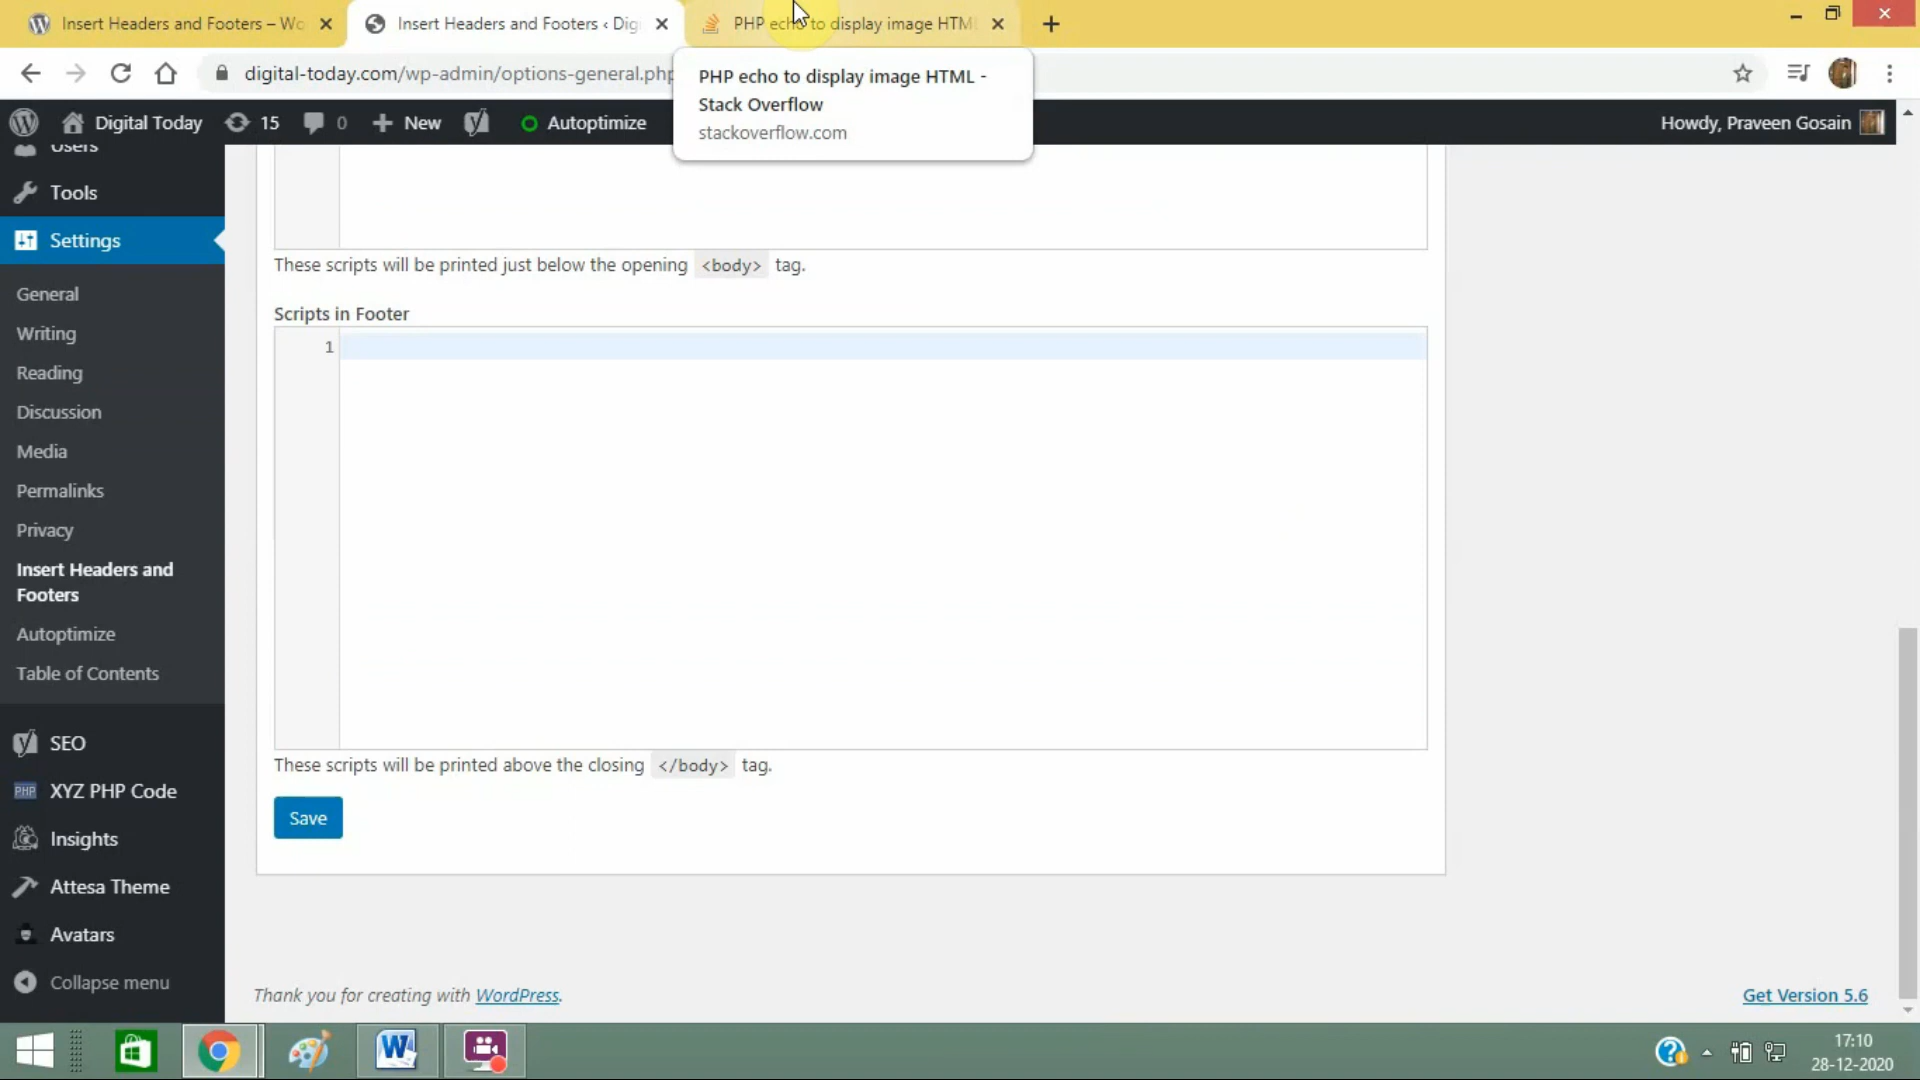 Insert Headers and Footers – Wo
Insert Headers and Footers ‹ Dig
PHP echo to display image HTM
digital-today.com/wp-admin/options-general.php
PHP echo to display image HTML -
Stack Overflow
stackoverflow.com
Digital Today
15
0
New
Autoptimize
Howdy, Praveen Gosain
Users
Tools
Settings
General
Writing
Reading
Discussion
Media
Permalinks
Privacy
Insert Headers and
Footers
Autoptimize
Table of Contents
SEO
PHP
XYZ PHP Code
Insights
Attesa Theme
Avatars
Collapse menu
These scripts will be printed just below the opening <body> tag.
Scripts in Footer
1
These scripts will be printed above the closing </body> tag.
Save
Thank you for creating with WordPress.
Get Version 5.6
17:10
28-12-2020